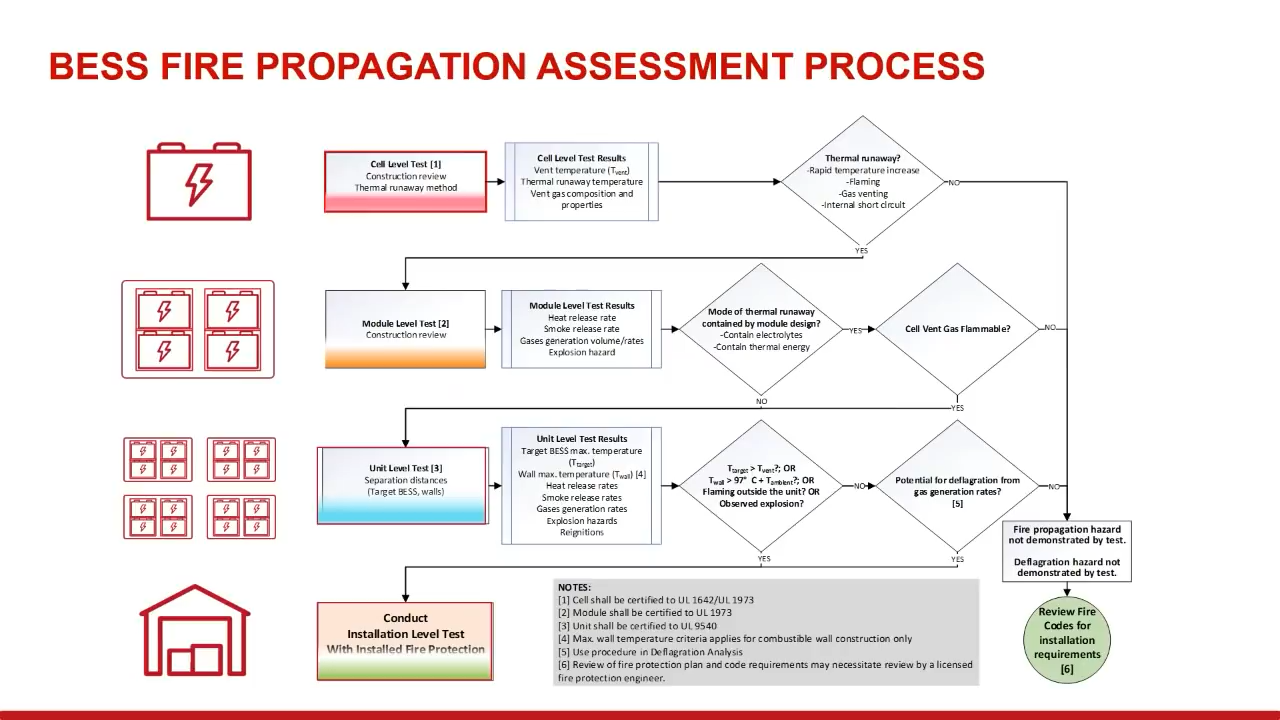 BESS FIRE PROPAGATION ASSESSMENT PROCESS
Cell Level Test [1]
Construction review
Thermal runaway method
Cell Level Test Results
Vent temperature (Tvent)
Thermal runaway temperature
Vent gas composition and
properties
Thermal runaway?
-Rapid temperature increase
-Flaming
-Gas venting
-Internal short circuit
NO
YES
Module Level Test [2]
Construction review
Module Level Test Results
Heat release rate
Smoke release rate
Gases generation volume/rates
Explosion hazard
Mode of thermal runaway
contained by module design?
-Contain electrolytes
-Contain thermal energy
YES
Cell Vent Gas Flammable?
NO
NO
YES
Unit Level Test [3]
Separation distances
(Target BESS, walls)
Unit Level Test Results
Target BESS max. temperature
(Ttarget)
Wall max. temperature (Twall) [4]
Heat release rates
Smoke release rates
Gases generation rates
Explosion hazards
Reignitions
Ttarget > Tvent?; OR
Twall > 97° C + Tambient?; OR
Flaming outside the unit? OR
Observed explosion?
NO
Potential for deflagration from
gas generation rates?
[5]
NO
YES
YES
Fire propagation hazard
not demonstrated by test.
Deflagration hazard not
demonstrated by test.
Conduct
Installation Level Test
With Installed Fire Protection
NOTES:
[1] Cell shall be certified to UL 1642/UL 1973
[2] Module shall be certified to UL 1973
[3] Unit shall be certified to UL 9540
[4] Max. wall temperature criteria applies for combustible wall construction only
[5] Use procedure in Deflagration Analysis
[6] Review of fire protection plan and code requirements may necessitate review by a licensed
fire protection engineer.
Review Fire
Codes for
installation
requirements
[6]